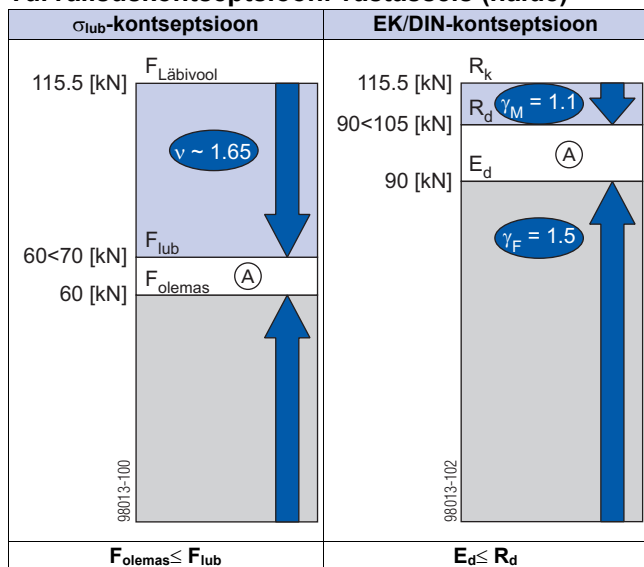 σlub-kontseptsioon
EK/DIN-kontseptsioon
115.5 [kN]
FLäbivool
ν ~ 1.65
Flub
60<70 [kN]
Folemas
A
60 [kN]
98013-100
Folemas≤ Flub
Rk
115.5 [kN]
Rd
γM = 1.1
90<105 [kN]
A
Ed
90 [kN]
γF = 1.5
98013-102
Ed≤ Rd